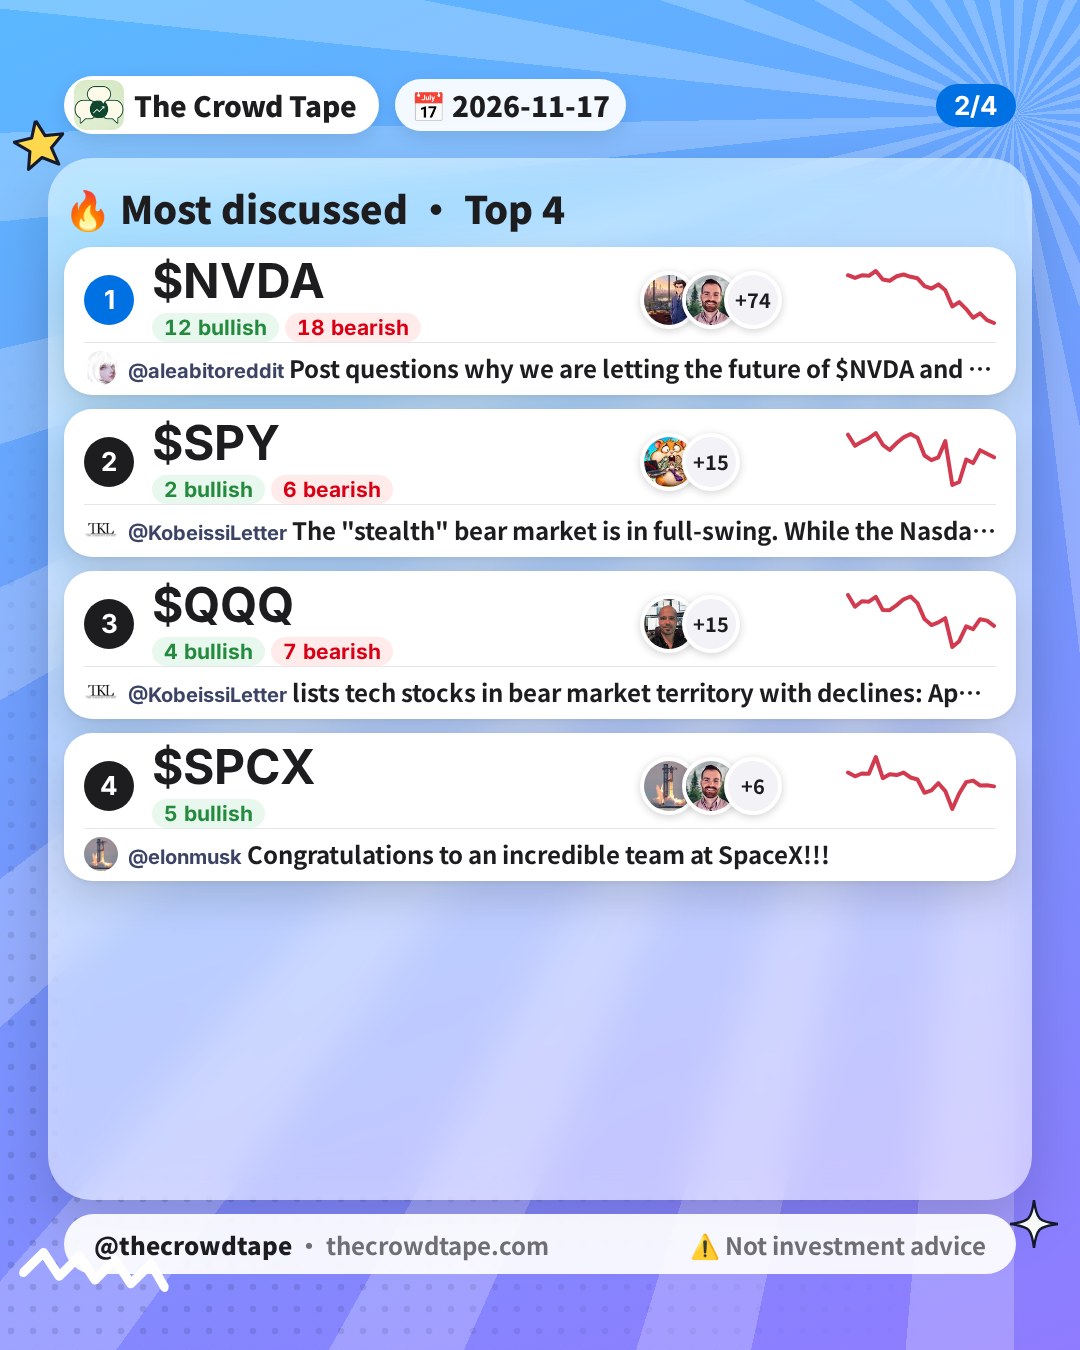 The Crowd Tape
July
17
2026-11-17
2/4
Most discussed • Top 4
1
$NVDA
12 bullish
18 bearish
+74
@aleabitoreddit Post questions why we are letting the future of $NVDA and ⋯
2
$SPY
2 bullish
6 bearish
+15
TKL
@KobeissiLetter The "stealth" bear market is in full-swing. While the Nasda⋯
3
$QQQ
4 bullish
7 bearish
+15
TKL
@KobeissiLetter lists tech stocks in bear market territory with declines: Ap⋯
4
$SPCX
5 bullish
+6
@elonmusk Congratulations to an incredible team at SpaceX!!!
@thecrowdtape • thecrowdtape.com
Not investment advice